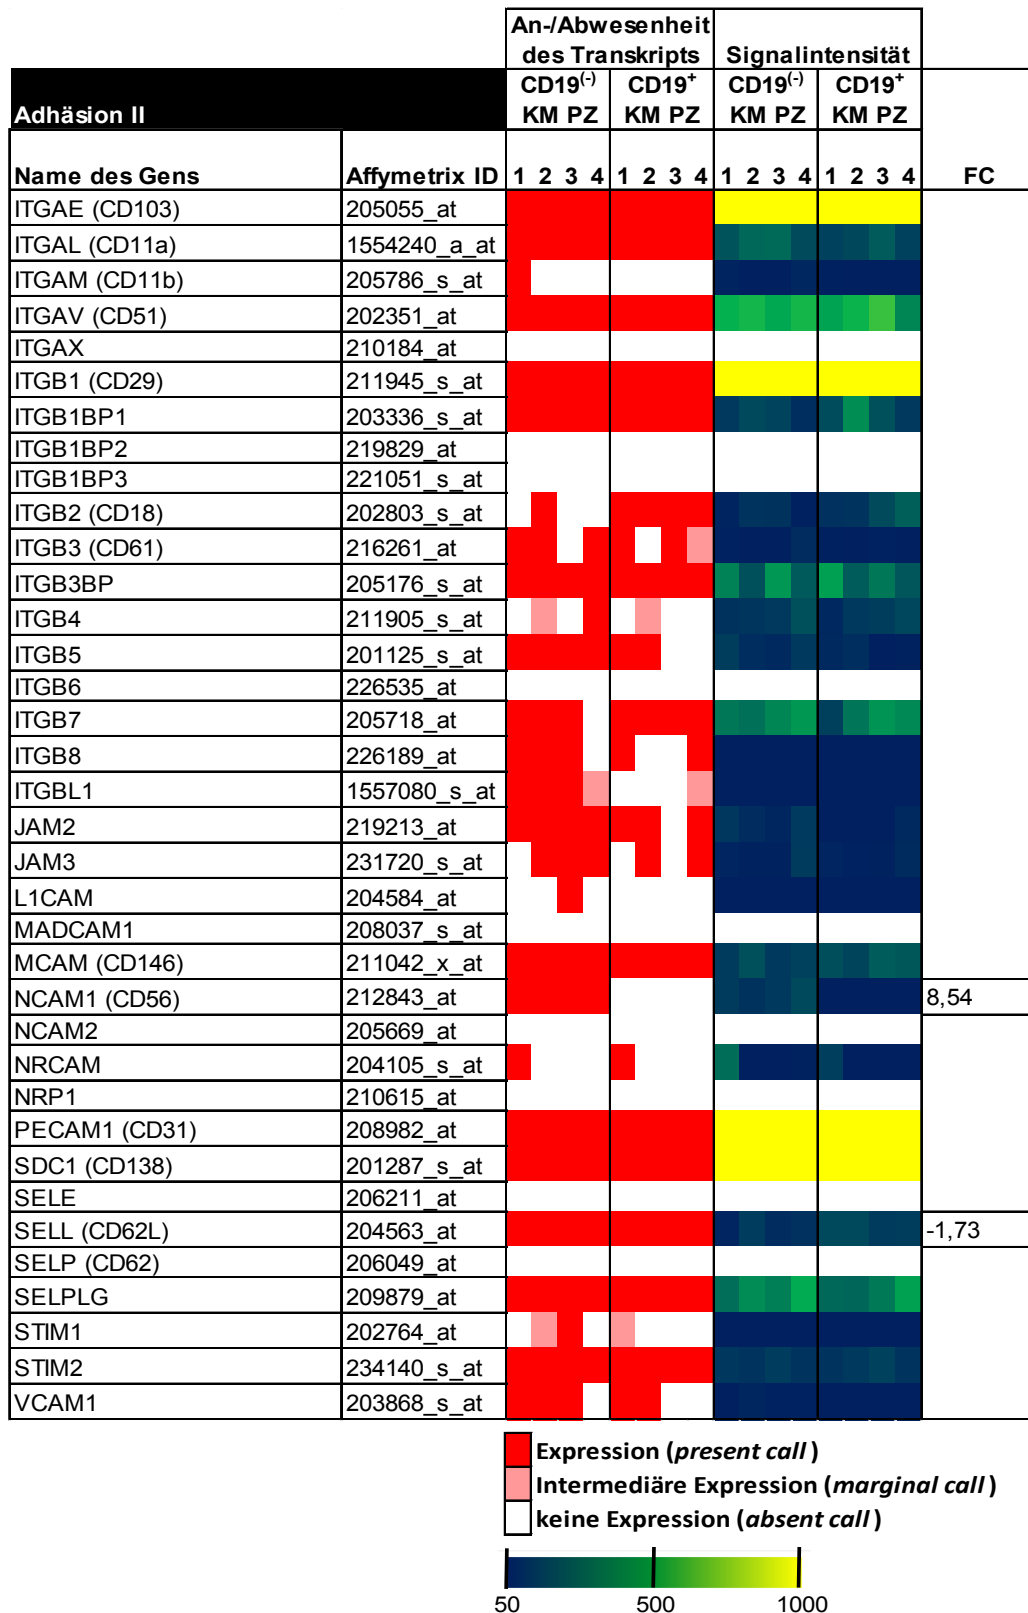 An-/Abwesenheit
des Transkripts Signalintensität
CD19(-) CD19+ CD19(-) CD19+
Adhäsion II KM PZ KM PZ KM PZ KM PZ
Name des Gens Affymetrix ID 1 2 3 4 1 2 3 4 1 2 3 4 1 2 3 4 FC
ITGAE (CD103) 205055_at
ITGAL (CD11a) 1554240_a_at
ITGAM (CD11b) 205786_s_at
ITGAV (CD51) 202351_at
ITGAX 210184_at
ITGB1 (CD29) 211945_s_at
ITGB1BP1 203336_s_at
ITGB1BP2 219829_at
ITGB1BP3 221051_s_at
ITGB2 (CD18) 202803_s_at
ITGB3 (CD61) 216261_at
ITGB3BP 205176_s_at
ITGB4 211905_s_at
ITGB5 201125_s_at
ITGB6 226535_at
ITGB7 205718_at
ITGB8 226189_at
ITGBL1 1557080_s_at
JAM2 219213_at
JAM3 231720_s_at
L1CAM 204584_at
MADCAM1 208037_s_at
MCAM (CD146) 211042_x_at
NCAM1 (CD56) 212843_at 8,54
NCAM2 205669_at
NRCAM 204105_s_at
NRP1 210615_at
PECAM1 (CD31) 208982_at
SDC1 (CD138) 201287_s_at
SELE 206211_at
SELL (CD62L) 204563_at -1,73
SELP (CD62) 206049_at
SELPLG 209879_at
STIM1 202764_at
STIM2 234140_s_at
VCAM1 203868_s_at
Expression (present call )
Intermediäre Expression (marginal call )
keine Expression (absent call )
50 500 1000